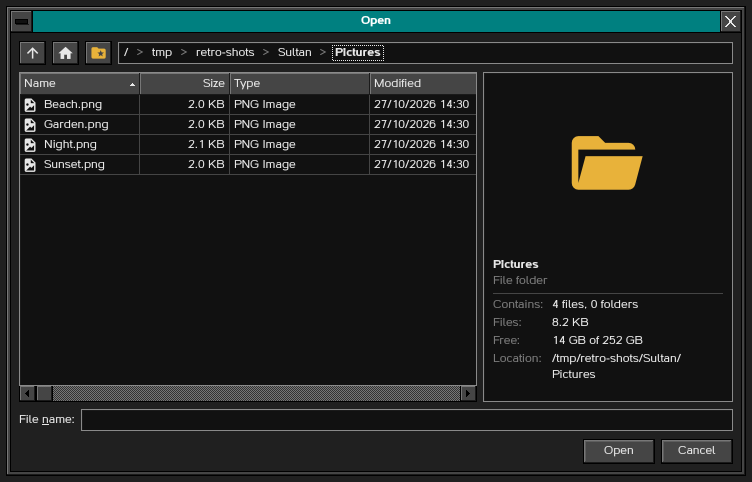 Open
/ > tmp > retro-shots > Sultan > Pictures
Name Size Type Modified
Beach.png 2.0 KB PNG Image 27/10/2026 14:30
Garden.png 2.0 KB PNG Image 27/10/2026 14:30
Night.png 2.1 KB PNG Image 27/10/2026 14:30
Sunset.png 2.0 KB PNG Image 27/10/2026 14:30
Pictures
File folder
Contains: 4 files, 0 folders
Files: 8.2 KB
Free: 14 GB of 252 GB
Location: /tmp/retro-shots/Sultan/
Pictures
File name:
Open Cancel